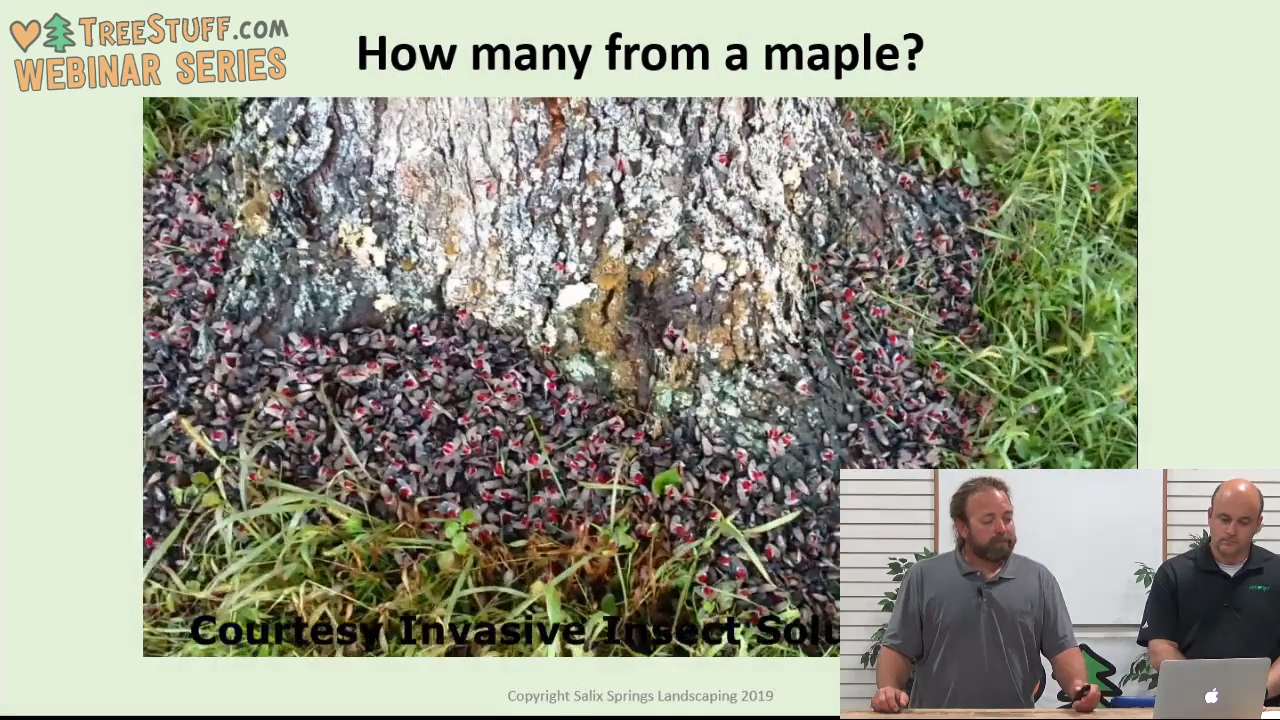 TREESTUFF.COM
WEBINAR SERIES
How many from a maple?
Courtesy Invasive Insect Solu
Copyright Salix Springs Landscaping 2019